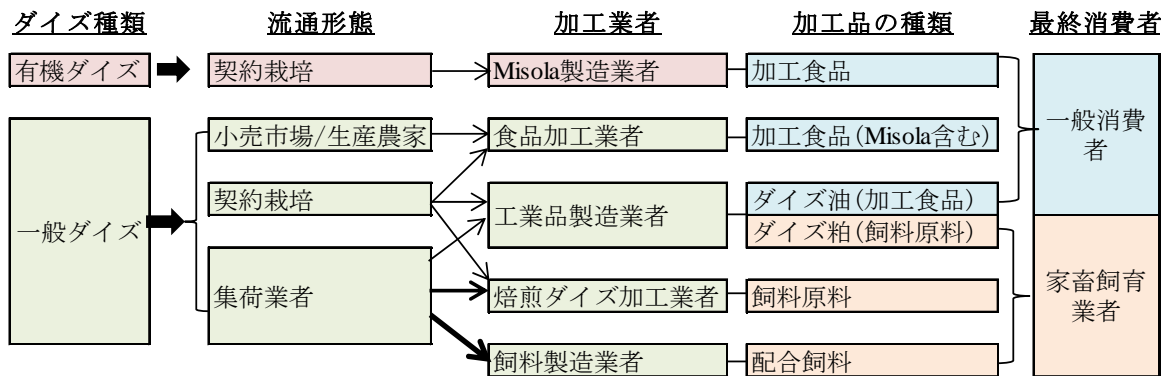 ダイズ種類
流通形態
加工業者
加工品の種類
最終消費者
有機ダイズ
契約栽培
Misola製造業者
加工食品
小売市場/生産農家
食品加工業者
加工食品(Misola含む)
一般消費
者
契約栽培
工業品製造業者
ダイズ油(加工食品)
一般ダイズ
ダイズ粕(飼料原料)
集荷業者
焙煎ダイズ加工業者
飼料原料
家畜飼育
業者
飼料製造業者
配合飼料